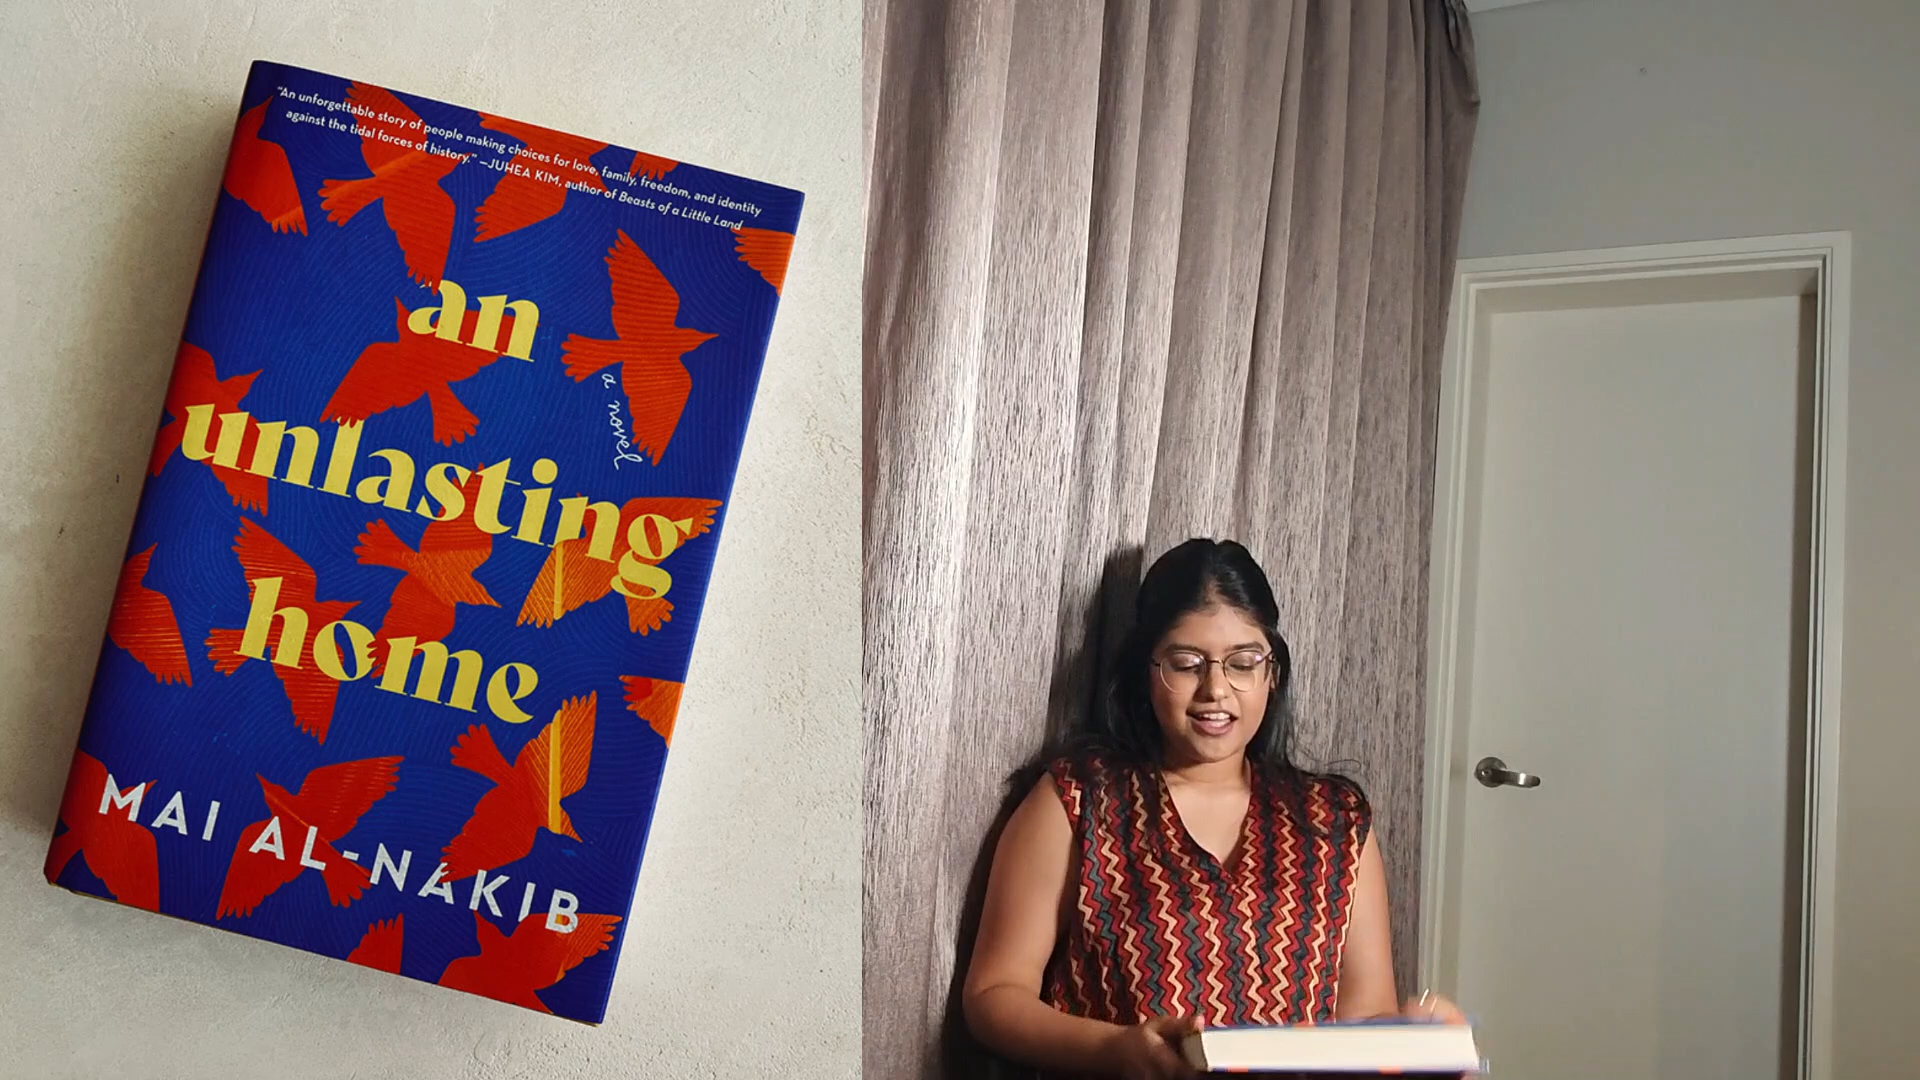 "An unforgettable story of people making choices for love, family, freedom, and identity
against the tidal forces of history." —JUHEA KIM, author of Beasts of a Little Land
an
a novel
unlasting
home
MAI AL-NAKIB